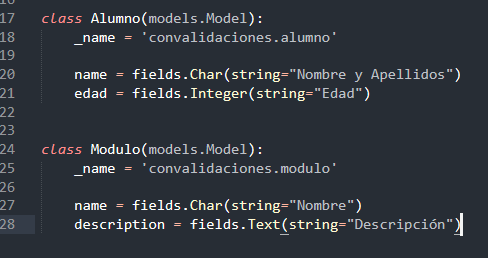 17 class Alumno(models.Model):
18     _name = 'convalidaciones.alumno'
19
20     name = fields.Char(string="Nombre y Apellidos")
21     edad = fields.Integer(string="Edad")
22
23
24 class Modulo(models.Model):
25     _name = 'convalidaciones.modulo'
26
27     name = fields.Char(string="Nombre")
28     description = fields.Text(string="Descripción")